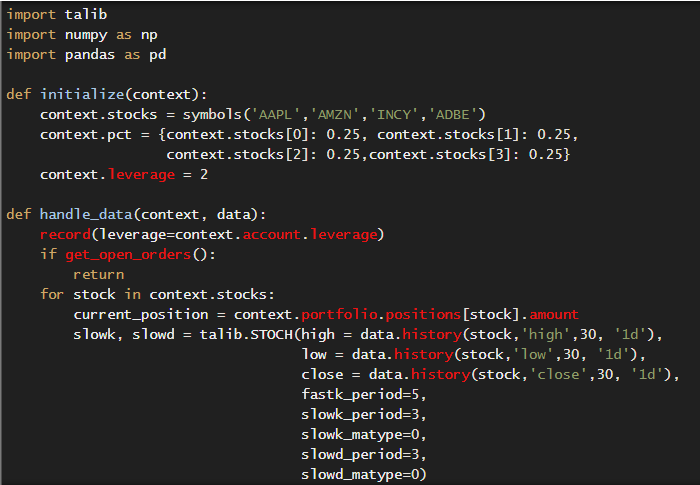 import talib
import numpy as np
import pandas as pd
def initialize(context):
    context.stocks = symbols('AAPL','AMZN','INCY','ADBE')
    context.pct = {context.stocks[0]: 0.25, context.stocks[1]: 0.25,
                   context.stocks[2]: 0.25,context.stocks[3]: 0.25}
    context.leverage = 2
def handle_data(context, data):
    record(leverage=context.account.leverage)
    if get_open_orders():
        return
    for stock in context.stocks:
        current_position = context.portfolio.positions[stock].amount
        slowk, slowd = talib.STOCH(high = data.history(stock,'high',30, '1d'),
                                   low = data.history(stock,'low',30, '1d'),
                                   close = data.history(stock,'close',30, '1d'),
                                   fastk_period=5,
                                   slowk_period=3,
                                   slowk_matype=0,
                                   slowd_period=3,
                                   slowd_matype=0)